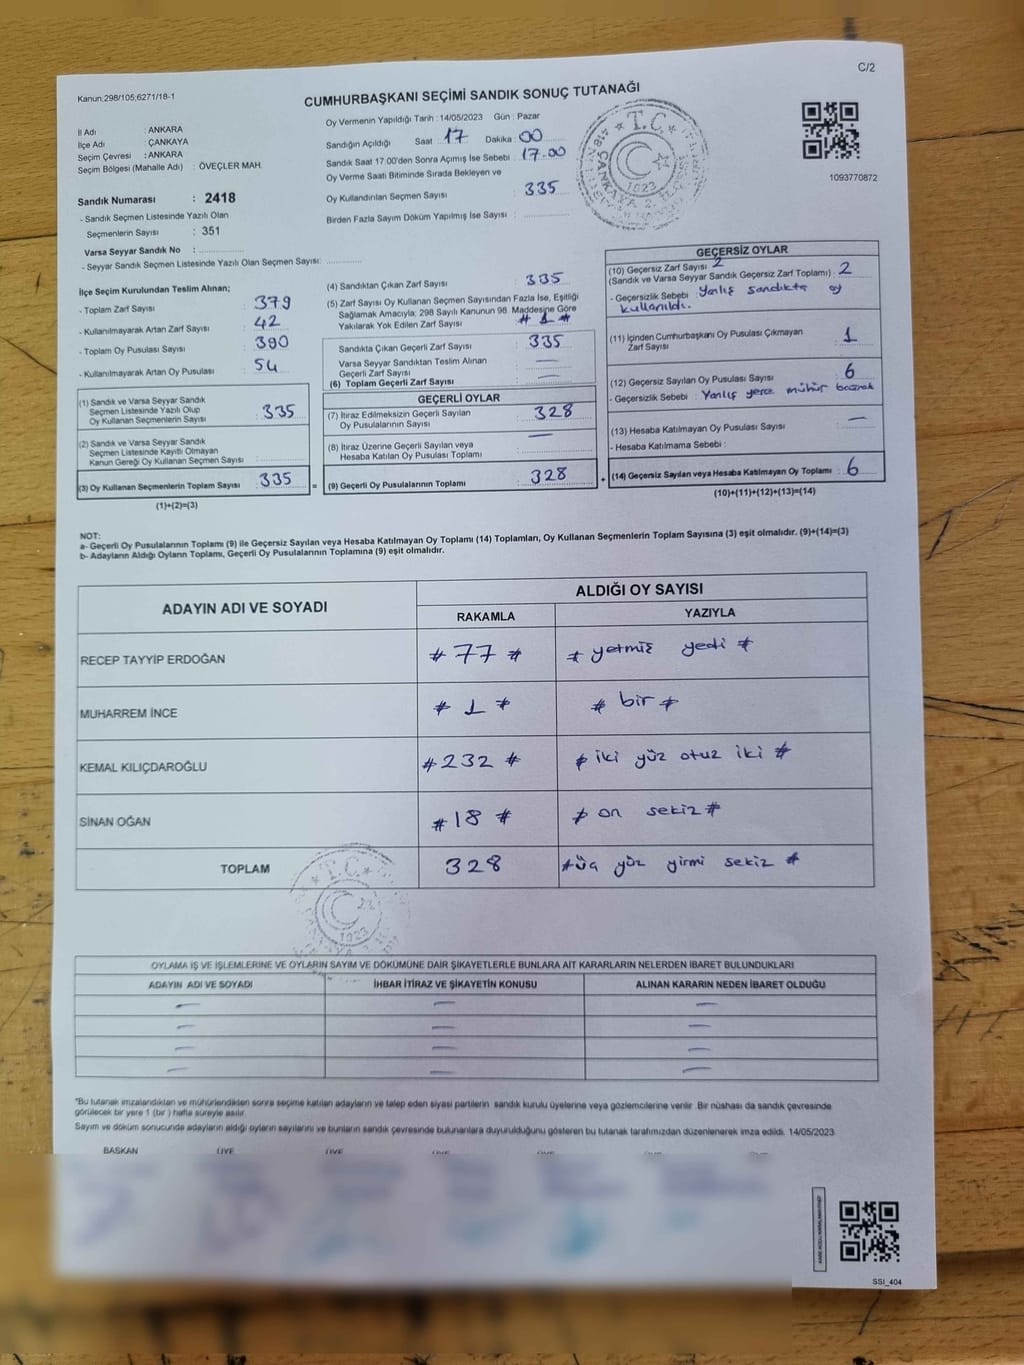 C/2
Kanun:298/105;6271/18-1
CUMHURBAŞKANI SEÇİMİ SANDIK SONUÇ TUTANAĞI
İl Adı : ANKARA
İlçe Adı : ÇANKAYA
Seçim Çevresi : ANKARA
Seçim Bölgesi (Mahalle Adı) : ÖVEÇLER MAH.
Sandık Numarası : 2418
- Sandık Seçmen Listesinde Yazılı Olan
Seçmenlerin Sayısı : 351
Varsa Seyyar Sandık No :
- Seyyar Sandık Seçmen Listesinde Yazılı Olan Seçmen Sayısı:
Oy Vermenin Yapıldığı Tarih : 14/05/2023 Gün : Pazar
Sandığın Açıldığı Saat : 17 Dakika : 00
Sandık Saat 17.00'den Sonra Açımış İse Sebebi : 17.00
Oy Verme Saati Bitiminde Sırada Bekleyen ve
Oy Kullandırılan Seçmen Sayısı : 335
Birden Fazla Sayım Döküm Yapılmış İse Sayısı :
T.C.
1923
1093770872
İlçe Seçim Kurulundan Teslim Alınan;
- Toplam Zarf Sayısı : 379
- Kullanılmayarak Artan Zarf Sayısı : 42
- Toplam Oy Pusulası Sayısı : 390
- Kullanılmayarak Artan Oy Pusulası : 54
(1) Sandık ve Varsa Seyyar Sandık
Seçmen Listesinde Yazılı Olup
Oy Kullanan Seçmenlerin Sayısı : 335
(2) Sandık ve Varsa Seyyar Sandık
Seçmen Listesinde Kayıtlı Olmayan
Kanun Gereği Oy Kullanan Seçmen Sayısı :
(3) Oy Kullanan Seçmenlerin Toplam Sayısı : 335
(1)+(2)=(3)
(4) Sandıktan Çıkan Zarf Sayısı : 335
(5) Zarf Sayısı Oy Kullanan Seçmen Sayısından Fazla İse, Eşitliği
Sağlamak Amacıyla; 298 Sayılı Kanunun 98. Maddesine Göre
Yakılarak Yok Edilen Zarf Sayısı : # 1 #
Sandıkta Çıkan Geçerli Zarf Sayısı : 335
Varsa Seyyar Sandıktan Teslim Alınan
Geçerli Zarf Sayısı : —
(6) Toplam Geçerli Zarf Sayısı : —
GEÇERLİ OYLAR
(7) İtiraz Edilmeksizin Geçerli Sayılan
Oy Pusulalarının Sayısı : 328
(8) İtiraz Üzerine Geçerli Sayılan veya
Hesaba Katılan Oy Pusulası Toplamı : —
= (9) Geçerli Oy Pusulalarının Toplamı : 328 +
GEÇERSİZ OYLAR
(10) Geçersiz Zarf Sayısı 2
(Sandık ve Varsa Seyyar Sandık Geçersiz Zarf Toplamı) : 2
- Geçersizlik Sebebi : Yanlış sandıkta oy
kullanıldı.
(11) İçinden Cumhurbaşkanı Oy Pusulası Çıkmayan
Zarf Sayısı : 1
(12) Geçersiz Sayılan Oy Pusulası Sayısı : 6
- Geçersizlik Sebebi : Yanlış yere mühür
(13) Hesaba Katılmayan Oy Pusulası Sayısı : —
- Hesaba Katılmama Sebebi :
(14) Geçersiz Sayılan veya Hesaba Katılmayan Oy Toplamı : 6
(10)+(11)+(12)+(13)=(14)
NOT:
a- Geçerli Oy Pusulalarının Toplamı (9) ile Geçersiz Sayılan veya Hesaba Katılmayan Oy Toplamı (14) Toplamları, Oy Kullanan Seçmenlerin Toplam Sayısına (3) eşit olmalıdır. (9)+(14)=(3)
b- Adayların Aldığı Oyların Toplamı, Geçerli Oy Pusulalarının Toplamına (9) eşit olmalıdır.
ADAYIN ADI VE SOYADI ALDIĞI OY SAYISI
RAKAMLA YAZIYLA
RECEP TAYYİP ERDOĞAN # 77 # # yetmiş yedi #
MUHARREM İNCE # 1 # # bir #
KEMAL KILIÇDAROĞLU # 232 # # iki yüz otuz iki #
SİNAN OĞAN # 18 # # on sekiz #
TOPLAM 328 # üç yüz yirmi sekiz #
T.C.
1923
OYLAMA İŞ VE İŞLEMLERİNE VE OYLARIN SAYIM VE DÖKÜMÜNE DAİR ŞİKAYETLERLE BUNLARA AİT KARARLARIN NELERDEN İBARET BULUNDUKLARI
ADAYIN ADI VE SOYADI İHBAR İTİRAZ VE ŞİKAYETİN KONUSU ALINAN KARARIN NEDEN İBARET OLDUĞU
— — —
— — —
— — —
— — —
*Bu tutanak imzalandıktan ve mühürlendikten sonra seçime katılan adayların ve talep eden siyasi partilerin sandık kurulu üyelerine veya gözlemcilerine verilir. Bir nüshası da sandık çevresinde
görülecek bir yere 1 (bir) hafta süreyle asılır.
Sayım ve döküm sonucunda adayların aldığı oyların sayılarını ve bunların sandık çevresinde bulunanlara duyurulduğunu gösteren bu tutanak tarafımızdan düzenlenerek imza edildi. 14/05/2023
BAŞKAN ÜYE ÜYE
SSI_404